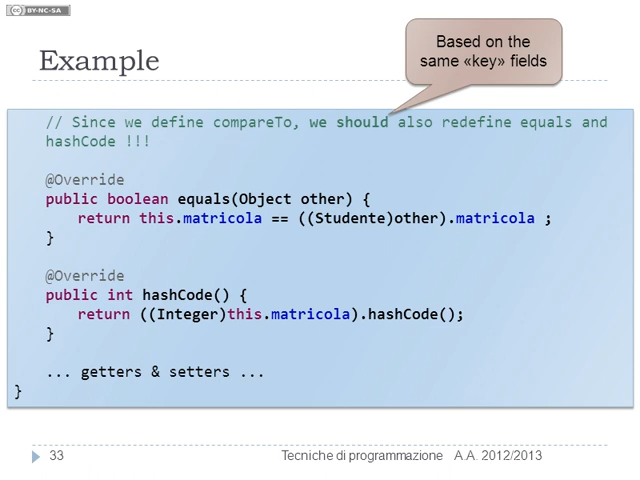 BY-NC-SA
Example
Based on the
same «key» fields
// Since we define compareTo, we should also redefine equals and
hashCode !!!
@Override
public boolean equals(Object other) {
return this.matricola == ((Studente)other).matricola ;
}
@Override
public int hashCode() {
return ((Integer)this.matricola).hashCode();
}
... getters & setters ...
}
33
Tecniche di programmazione A.A. 2012/2013